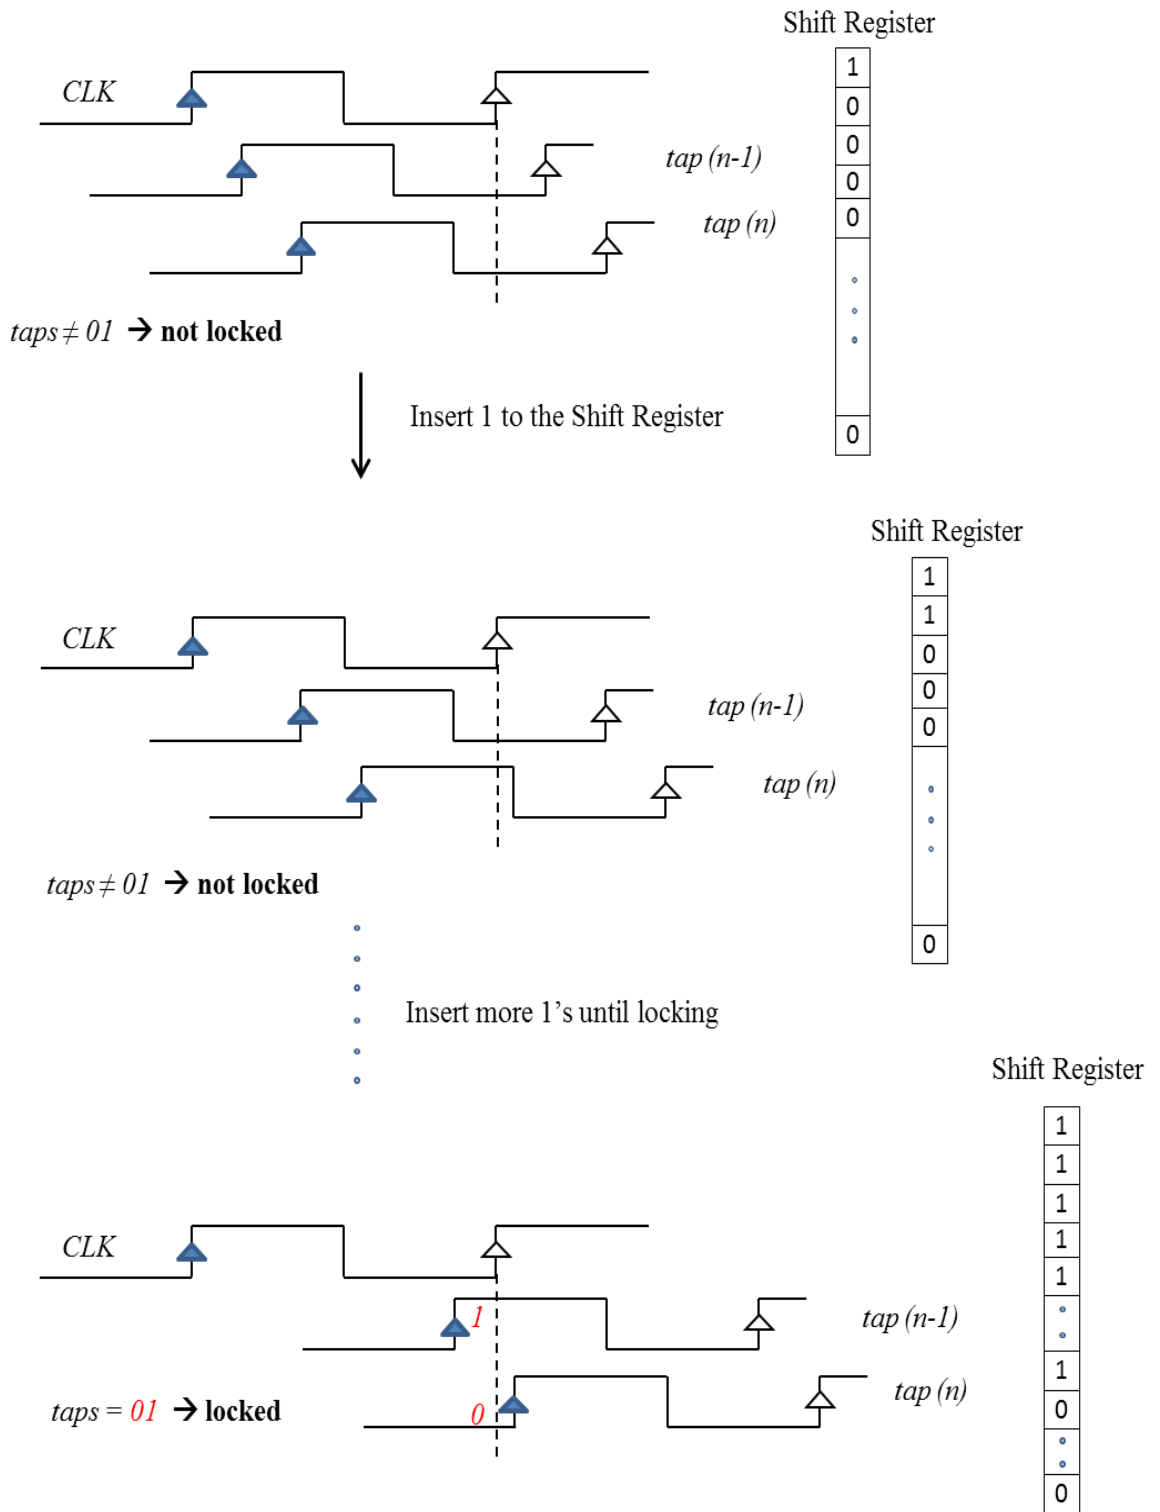 Shift Register
CLK
1
0
0
0
0
0
tap (n-1)
tap (n)
taps ≠ 01 → not locked
Insert 1 to the Shift Register
Shift Register
CLK
1
1
0
0
0
0
tap (n-1)
tap (n)
taps ≠ 01 → not locked
Insert more 1’s until locking
Shift Register
CLK
1
1
1
1
1
1
0
0
1
tap (n-1)
0
tap (n)
taps = 01 → locked